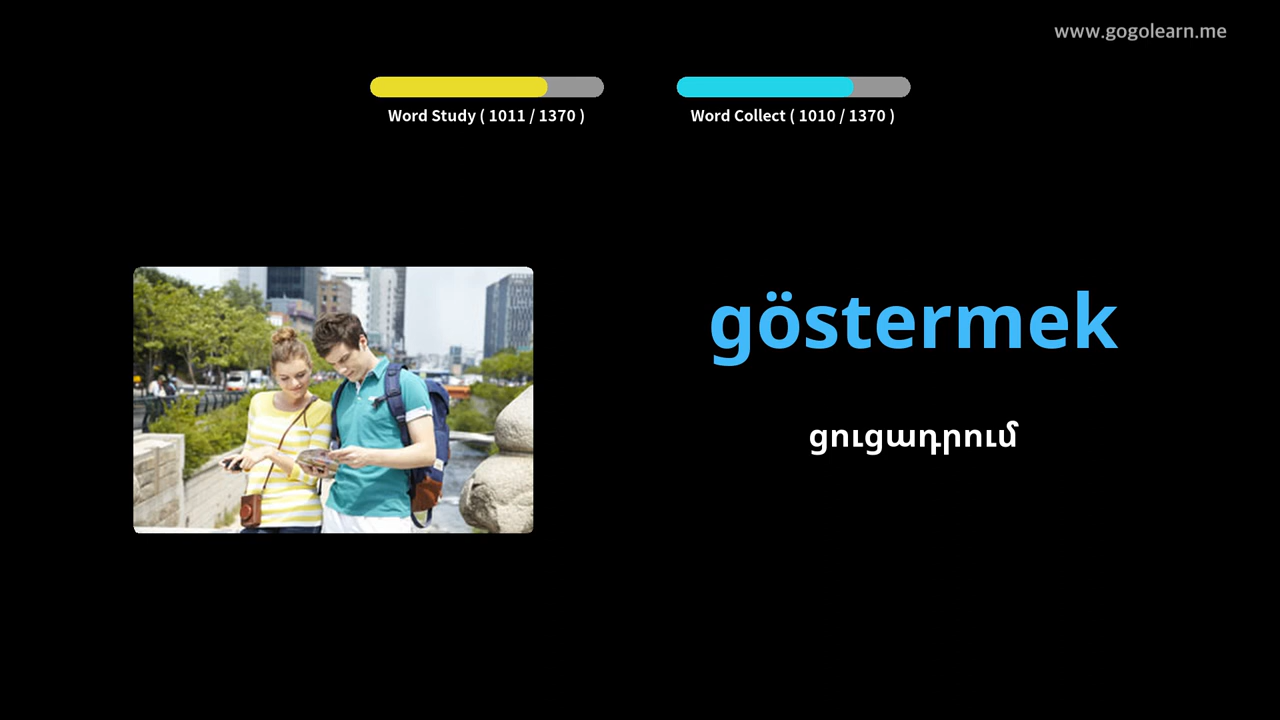 www.gogolearn.me
Word Study ( 1011 / 1370 )
Word Collect ( 1010 / 1370 )
göstermek
ցուցադրում